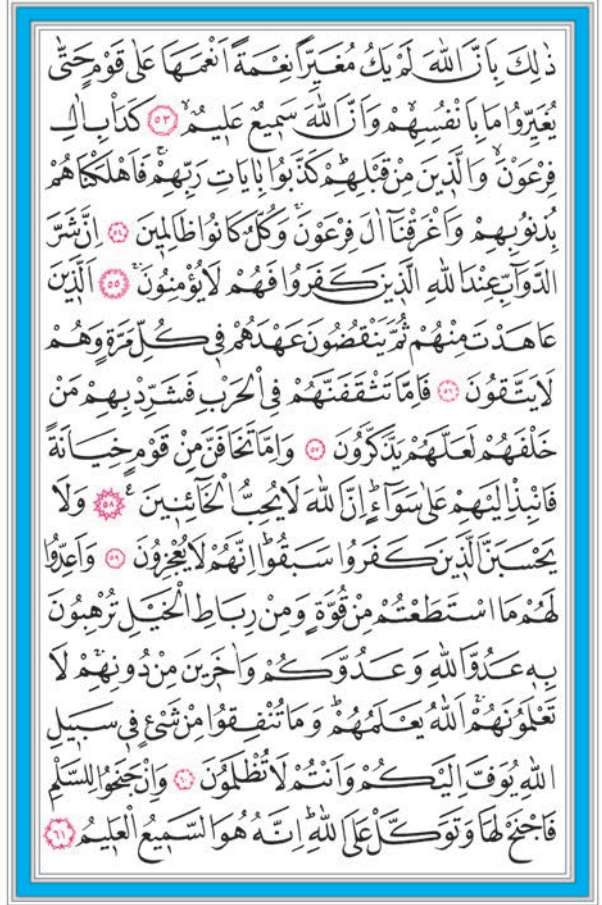 ذٰلِكَ بِاَنَّ اللّٰهَ لَمْ يَكُ مُغَيِّرًا نِعْمَةً اَنْعَمَهَا عَلٰى قَوْمٍ حَتّٰى
يُغَيِّرُوا مَا بِاَنْفُسِهِمْۙ وَاَنَّ اللّٰهَ سَمٖيعٌ عَلٖيمٌۙ ﴿٥٣﴾ كَدَاْبِ اٰلِ
فِرْعَوْنَۙ وَالَّذٖينَ مِنْ قَبْلِهِمْؕ كَذَّبُوا بِاٰيَاتِ رَبِّهِمْۚ فَاَهْلَكْنَاهُمْ
بِذُنُوبِهِمْ وَاَغْرَقْنَٓا اٰلَ فِرْعَوْنَۚ وَكُلٌّ كَانُوا ظَالِمٖينَ ﴿٥٤﴾ اِنَّ شَرَّ
الدَّوَٓابِّ عِنْدَ اللّٰهِ الَّذٖينَ كَفَرُوا فَهُمْ لَا يُؤْمِنُونَۚ ﴿٥٥﴾ اَلَّذٖينَ
عَاهَدْتَ مِنْهُمْ ثُمَّ يَنْقُضُونَ عَهْدَهُمْ فٖى كُلِّ مَرَّةٍ وَهُمْ
لَا يَتَّقُونَ ﴿٥٦﴾ فَاِمَّا تَثْقَفَنَّهُمْ فِى الْحَرْبِ فَشَرِّدْ بِهِمْ مَنْ
خَلْفَهُمْ لَعَلَّهُمْ يَذَّكَّرُونَ ﴿٥٧﴾ وَاِمَّا تَخَافَنَّ مِنْ قَوْمٍ خِيَانَةً
فَانْبِذْ اِلَيْهِمْ عَلٰى سَوَٓاءٍؕ اِنَّ اللّٰهَ لَا يُحِبُّ الْخَٓائِنٖينَ ࣖ ﴿٥٨﴾ وَلَا
يَحْسَبَنَّ الَّذٖينَ كَفَرُوا سَبَقُواؕ اِنَّهُمْ لَا يُعْجِزُونَ ﴿٥٩﴾ وَاَعِدُّوا
لَهُمْ مَا اسْتَطَعْتُمْ مِنْ قُوَّةٍ وَمِنْ رِبَاطِ الْخَيْلِ تُرْهِبُونَ
بِهٖ عَدُوَّ اللّٰهِ وَعَدُوَّكُمْ وَاٰخَرٖينَ مِنْ دُونِهِمْۚ لَا
تَعْلَمُونَهُمْۚ اَللّٰهُ يَعْلَمُهُمْؕ وَمَا تُنْفِقُوا مِنْ شَیْءٍ فٖى سَبٖيلِ
اللّٰهِ يُوَفَّ اِلَيْكُمْ وَاَنْتُمْ لَا تُظْلَمُونَ ﴿٦٠﴾ وَاِنْ جَنَحُوا لِلسَّلْمِ
فَاجْنَحْ لَهَا وَتَوَكَّلْ عَلَى اللّٰهِؕ اِنَّهُ هُوَ السَّمٖيعُ الْعَلٖيمُ ﴿٦١﴾